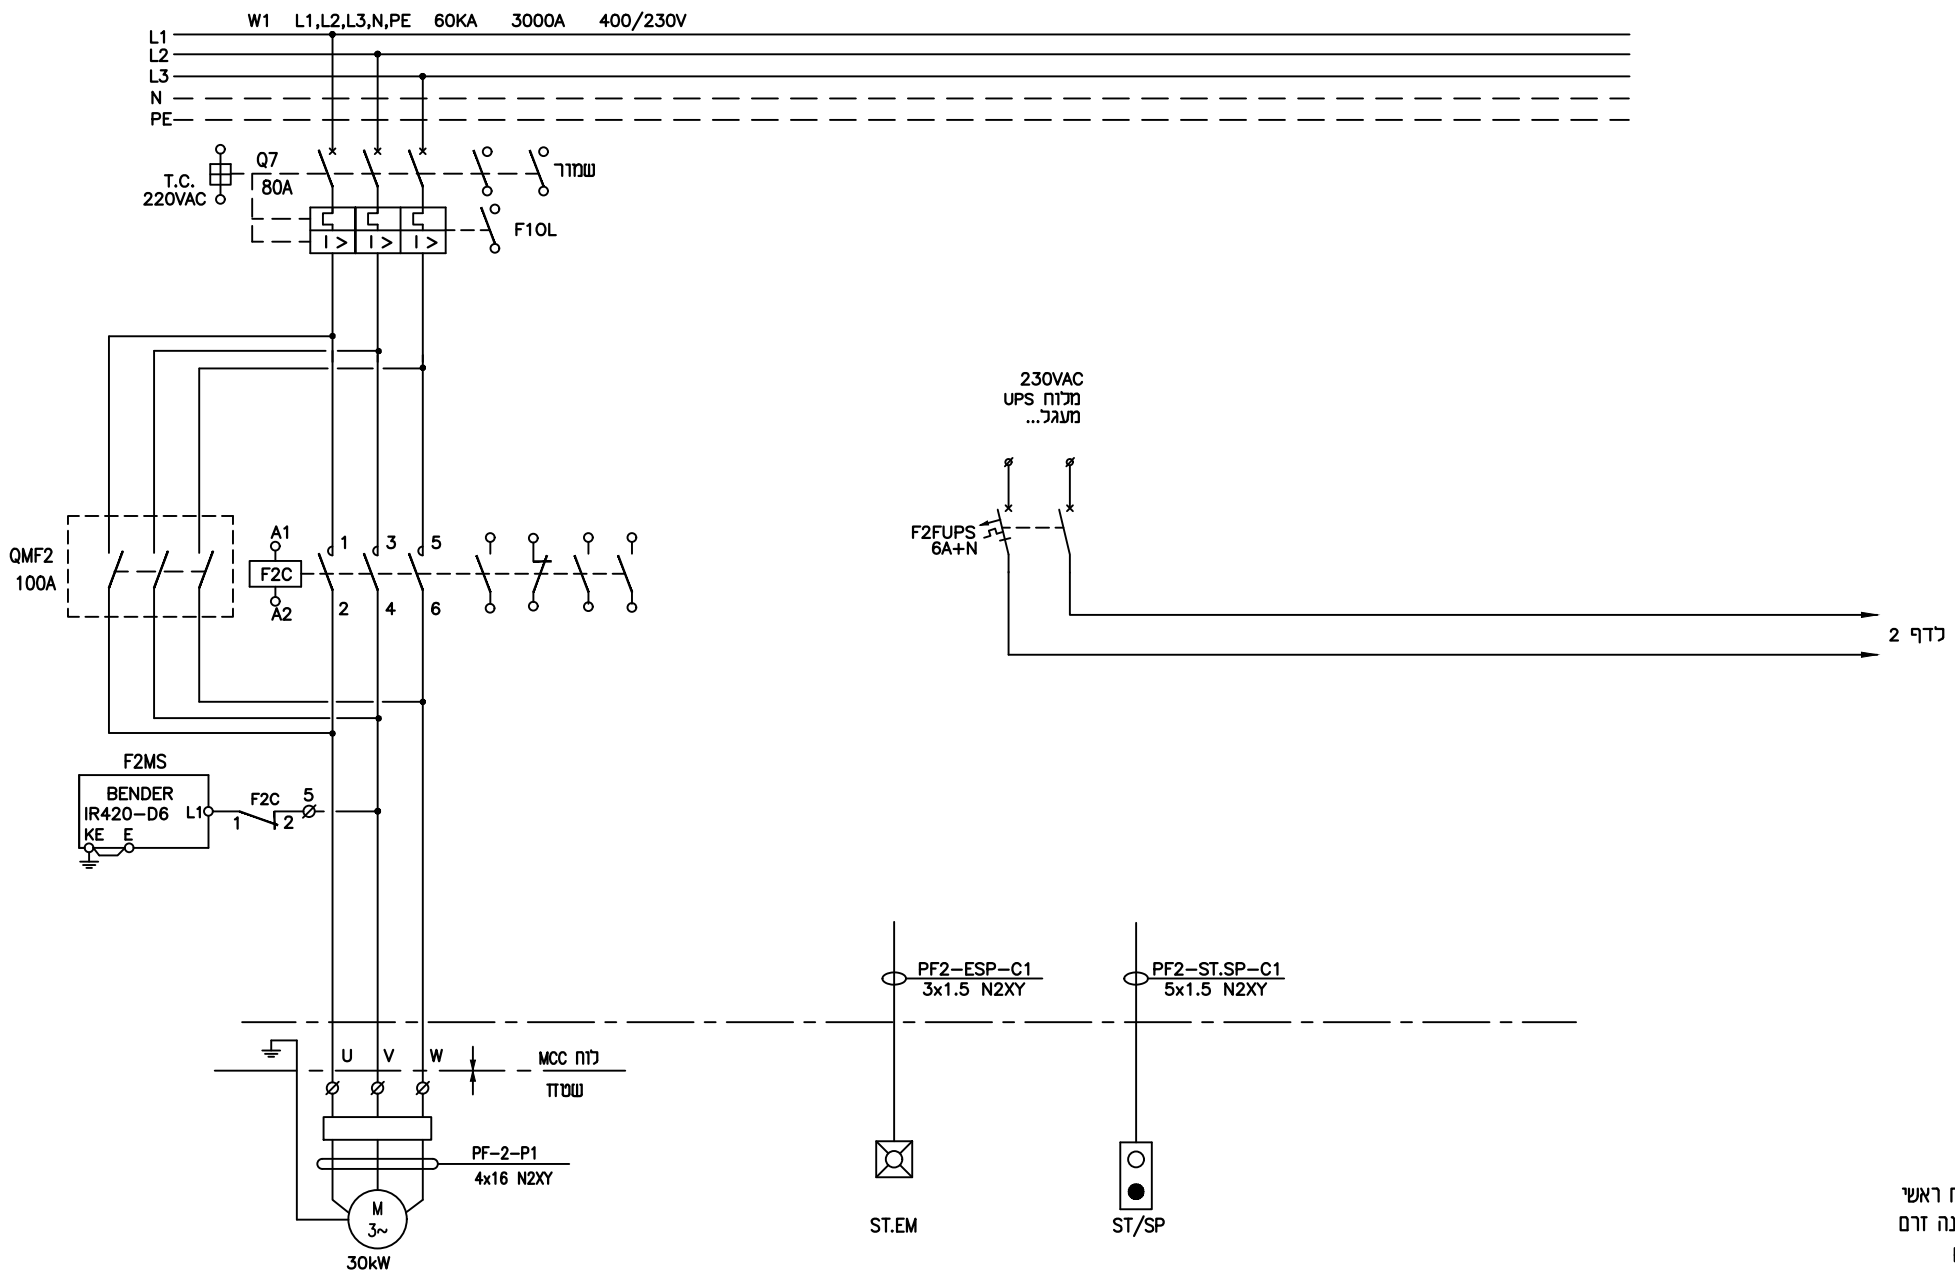 W1 L1,L2,L3,N,PE 60KA 3000A 400/230V
L1
L2
L3
N
PE
T.C.
220VAC
Q7
80A
שמור
F1OL
I > I > I >
230VAC
מלוח UPS
מעגל...
QMF2
100A
A1
F2C
A2
1 3 5
2 4 6
F2FUPS
6A+N
לדף 2
F2MS
BENDER
IR420-D6 L1
KE E
F2C
1 2
5
PF2-ESP-C1
3x1.5 N2XY
PF2-ST.SP-C1
5x1.5 N2XY
U V W
לוח MCC
שטח
PF-2-P1
4x16 N2XY
M
3~
30kW
ST.EM
ST/SP
ח ראשי
נה זרם